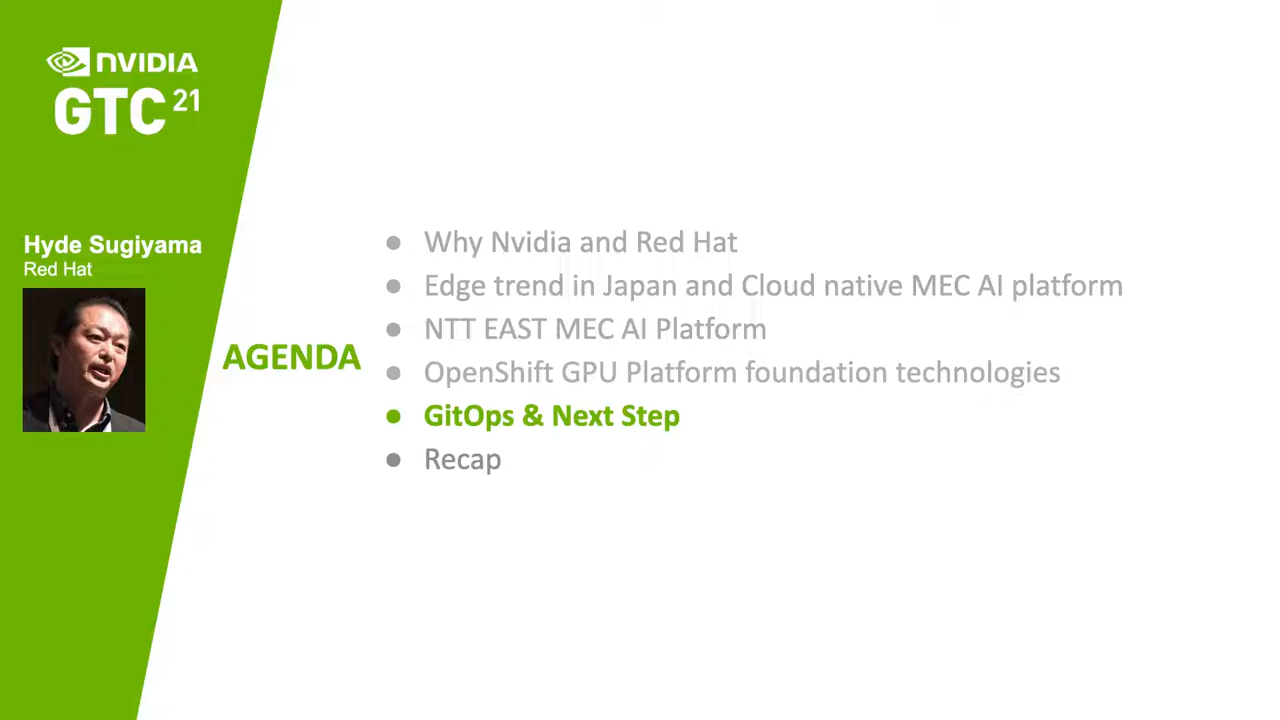 NVIDIA
GTC 21
Hyde Sugiyama
Red Hat
AGENDA
● Why Nvidia and Red Hat
● Edge trend in Japan and Cloud native MEC AI platform
● NTT EAST MEC AI Platform
● OpenShift GPU Platform foundation technologies
● GitOps & Next Step
● Recap